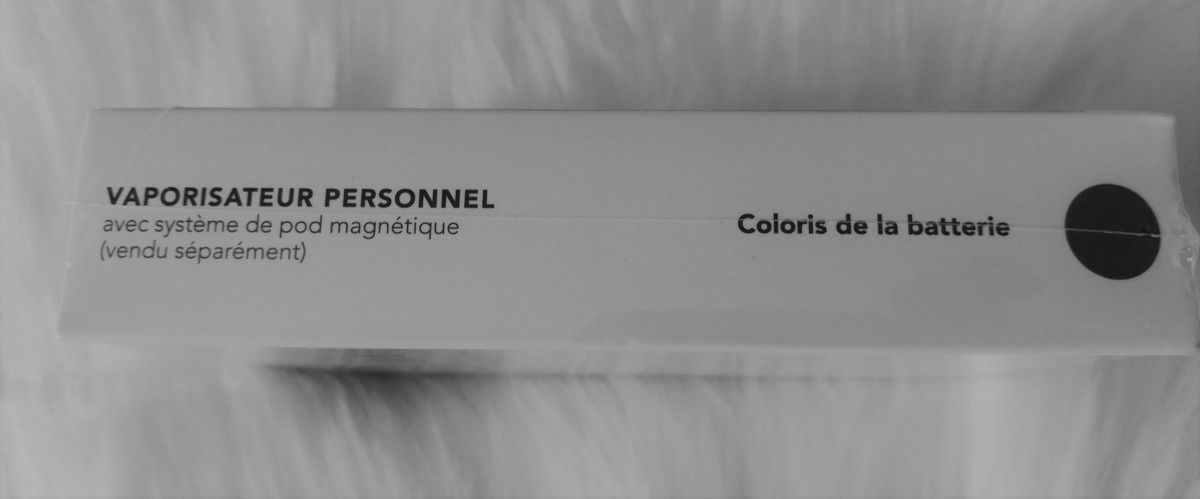 VAPORISATEUR PERSONNEL
avec système de pod magnétique
(vendu séparément)
Coloris de la batterie